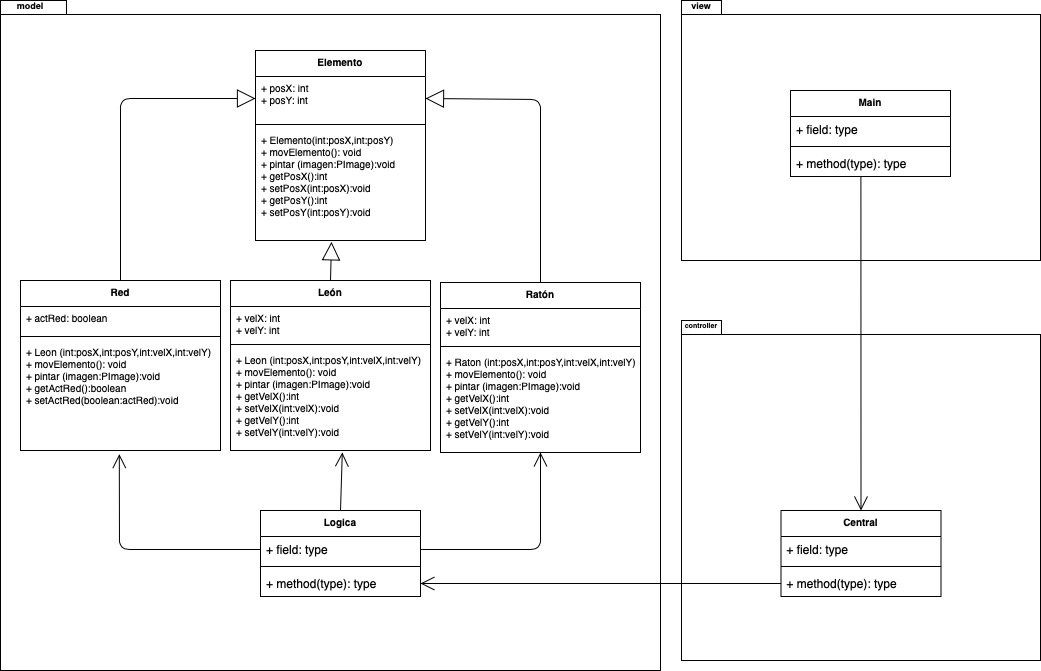 model
Elemento
+ posX: int
+ posY: int
+ Elemento(int:posX,int:posY)
+ movElemento(): void
+ pintar (imagen:PImage):void
+ getPosX():int
+ setPosX(int:posX):void
+ getPosY():int
+ setPosY(int:posY):void
Red
+ actRed: boolean
+ Leon (int:posX,int:posY,int:velX,int:velY)
+ movElemento(): void
+ pintar (imagen:PImage):void
+ getActRed():boolean
+ setActRed(boolean:actRed):void
León
+ velX: int
+ velY: int
+ Leon (int:posX,int:posY,int:velX,int:velY)
+ movElemento(): void
+ pintar (imagen:PImage):void
+ getVelX():int
+ setVelX(int:velX):void
+ getVelY():int
+ setVelY(int:velY):void
Ratón
+ velX: int
+ velY: int
+ Raton (int:posX,int:posY,int:velX,int:velY)
+ movElemento(): void
+ pintar (imagen:PImage):void
+ getVelX():int
+ setVelX(int:velX):void
+ getVelY():int
+ setVelY(int:velY):void
Logica
+ field: type
+ method(type): type
view
Main
+ field: type
+ method(type): type
controller
Central
+ field: type
+ method(type): type